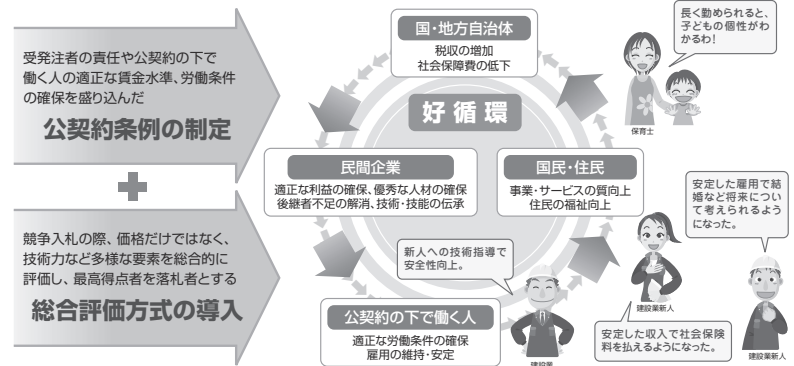 受発注者の責任や公契約の下で
働く人の適正な賃金水準、労働条件
の確保を盛り込んだ
公契約条例の制定
競争入札の際、価格だけではなく、
技術力など多様な要素を総合的に
評価し、最高得点者を落札者とする
総合評価方式の導入
国・地方自治体
税収の増加
社会保障費の低下
好循環
民間企業
適正な利益の確保、優秀な人材の確保
後継者不足の解消、技術・技能の伝承
国民・住民
事業・サービスの質向上
住民の福祉向上
公契約の下で働く人
適正な労働条件の確保
雇用の維持・安定
新人への技術指導で
安全性向上。
建設業
長く勤められると、
子どもの個性が
わかるわ!
保育士
安定した雇用で結
婚など将来につい
て考えられるよう
になった。
建設業新人
安定した収入で社会保険
料を払えるようになった。
建設業新人